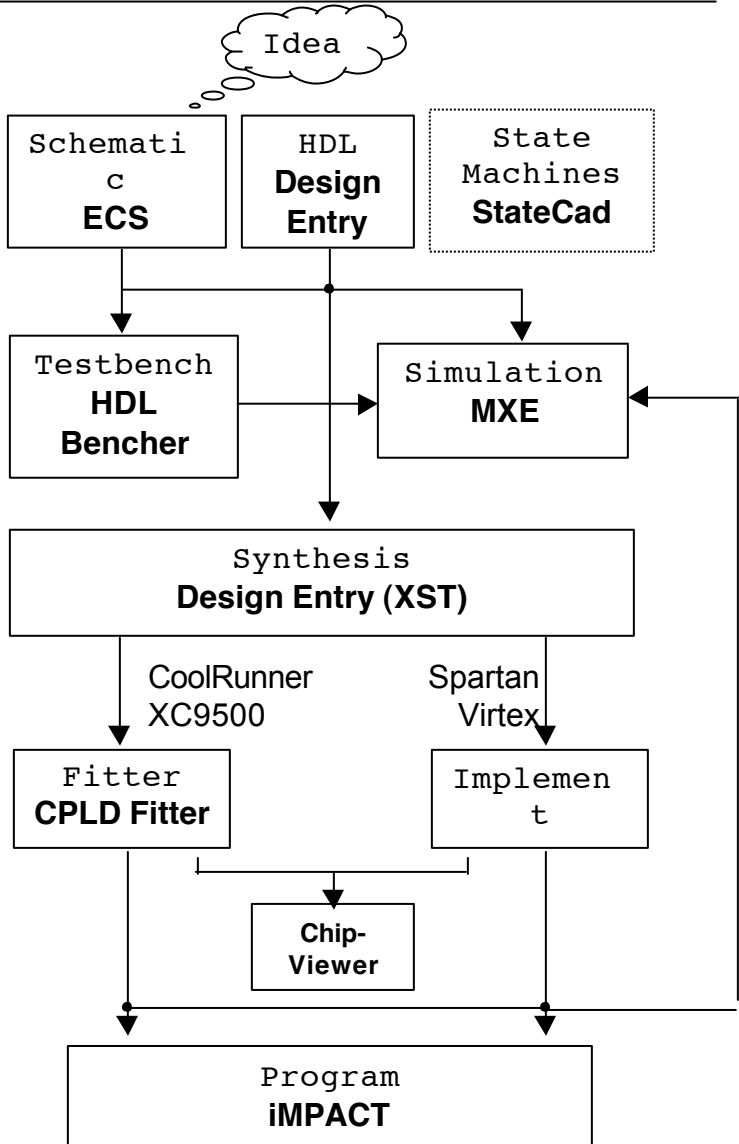 Idea
Schemati
c
ECS
HDL
Design
Entry
State
Machines
StateCad
Testbench
HDL
Bencher
Simulation
MXE
Synthesis
Design Entry (XST)
CoolRunner
XC9500
Spartan
Virtex
Fitter
CPLD Fitter
Implemen
t
Chip-
Viewer
Program
iMPACT